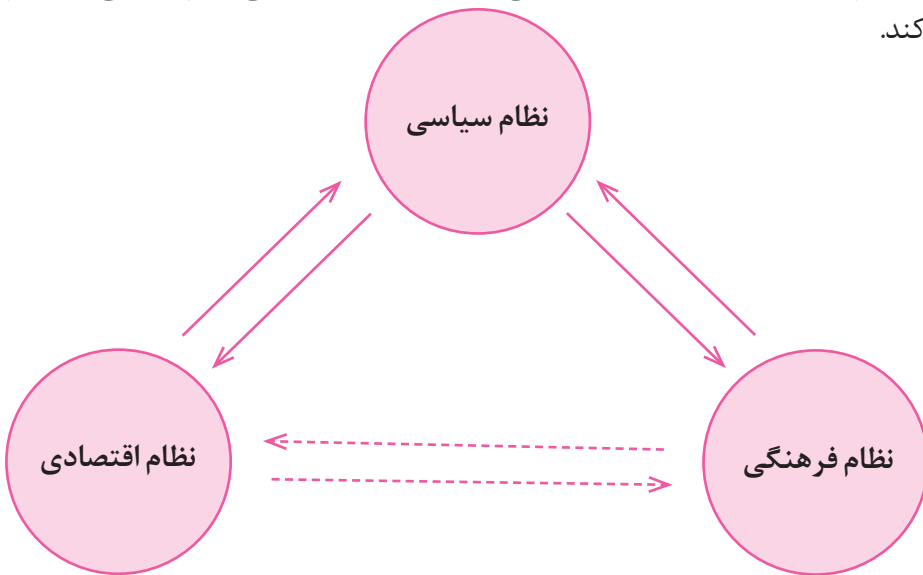 کند.
نظام سیاسی
نظام فرهنگی
نظام اقتصادی